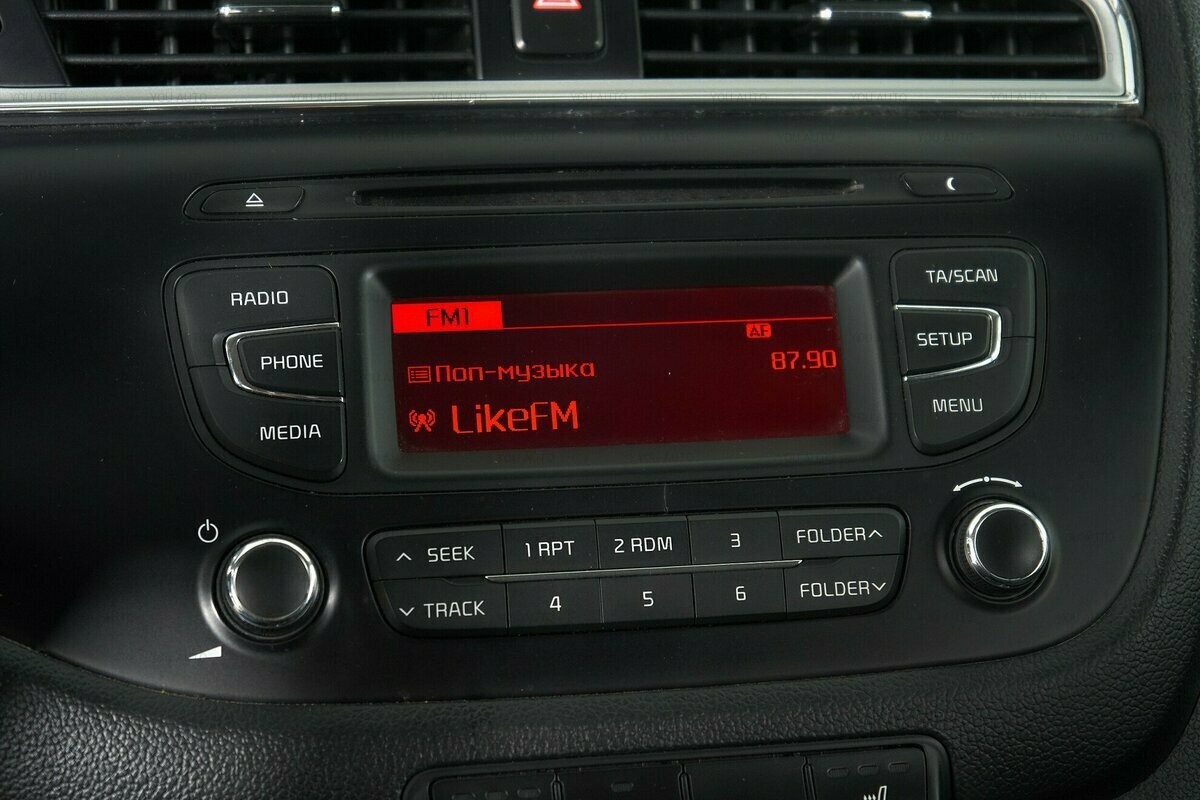 RADIO
PHONE
MEDIA
FM1
AF
Поп-музыка
87.90
LikeFM
TA/SCAN
SETUP
MENU
SEEK
1 RPT
2 RDM
3
FOLDER
TRACK
4
5
6
FOLDER